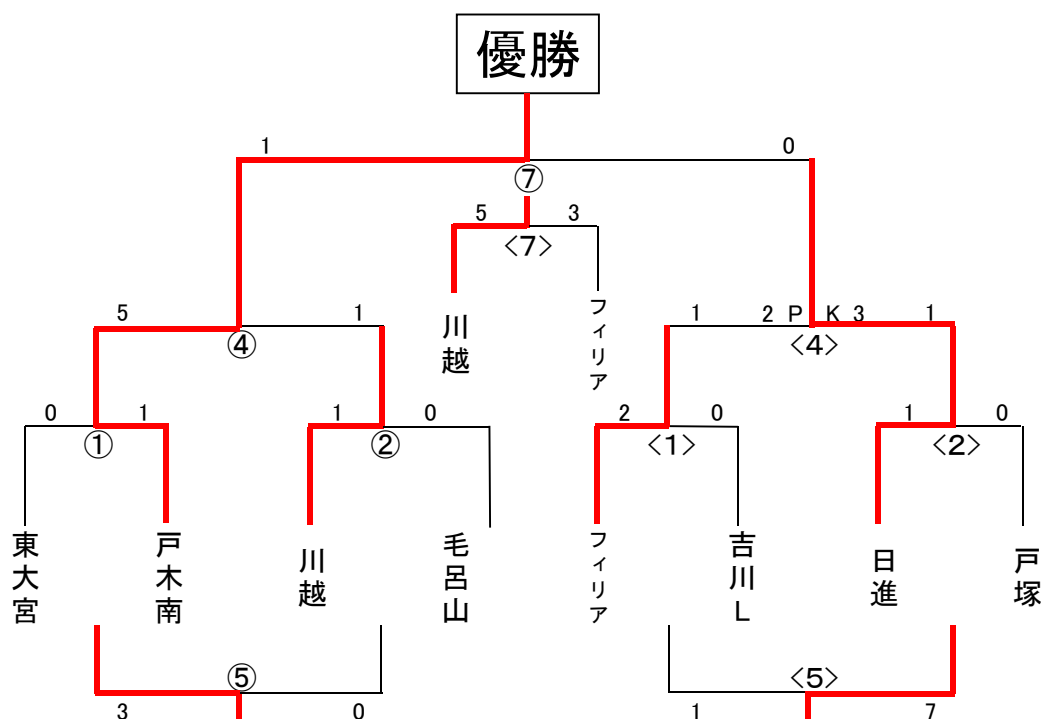 優勝
1 0
⑦
5 3
<7>
川越 フィリア
5 1 1 2 P K 3 1
④ <4>
0 1 1 0 2 0 1 0
① ② <1> <2>
東大宮 戸木南 川越 毛呂山 フィリア 吉川L 日進 戸塚
⑤ <5>
3 0 1 7